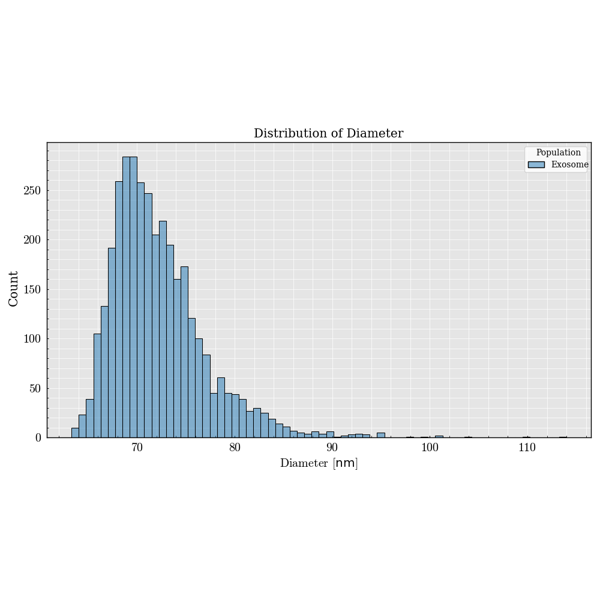 Distribution of Diameter
Population
Exosome
Count
250
200
150
100
50
0
70 80 90 100 110
Diameter [nm]